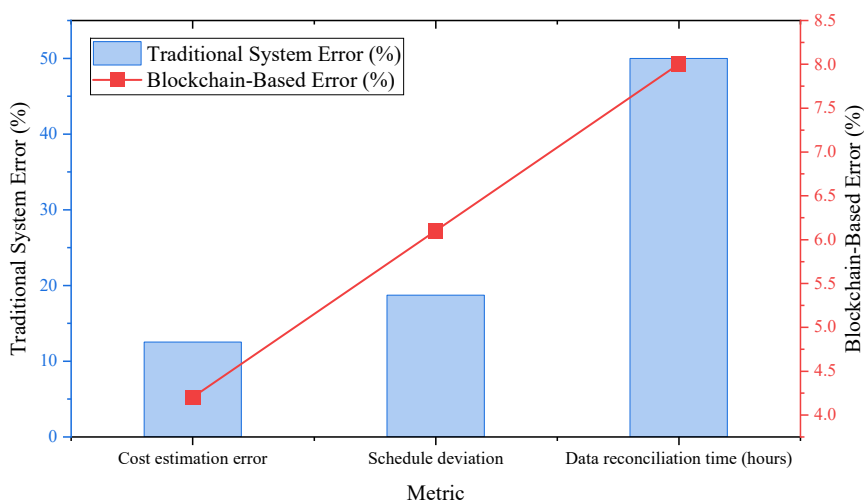 Traditional System Error (%)
Blockchain-Based Error (%)
Traditional System Error (%)
50
40
30
20
10
0
8.5
8.0
7.5
7.0
6.5
6.0
5.5
5.0
4.5
4.0
Blockchain-Based Error (%)
Cost estimation error Schedule deviation Data reconciliation time (hours)
Metric